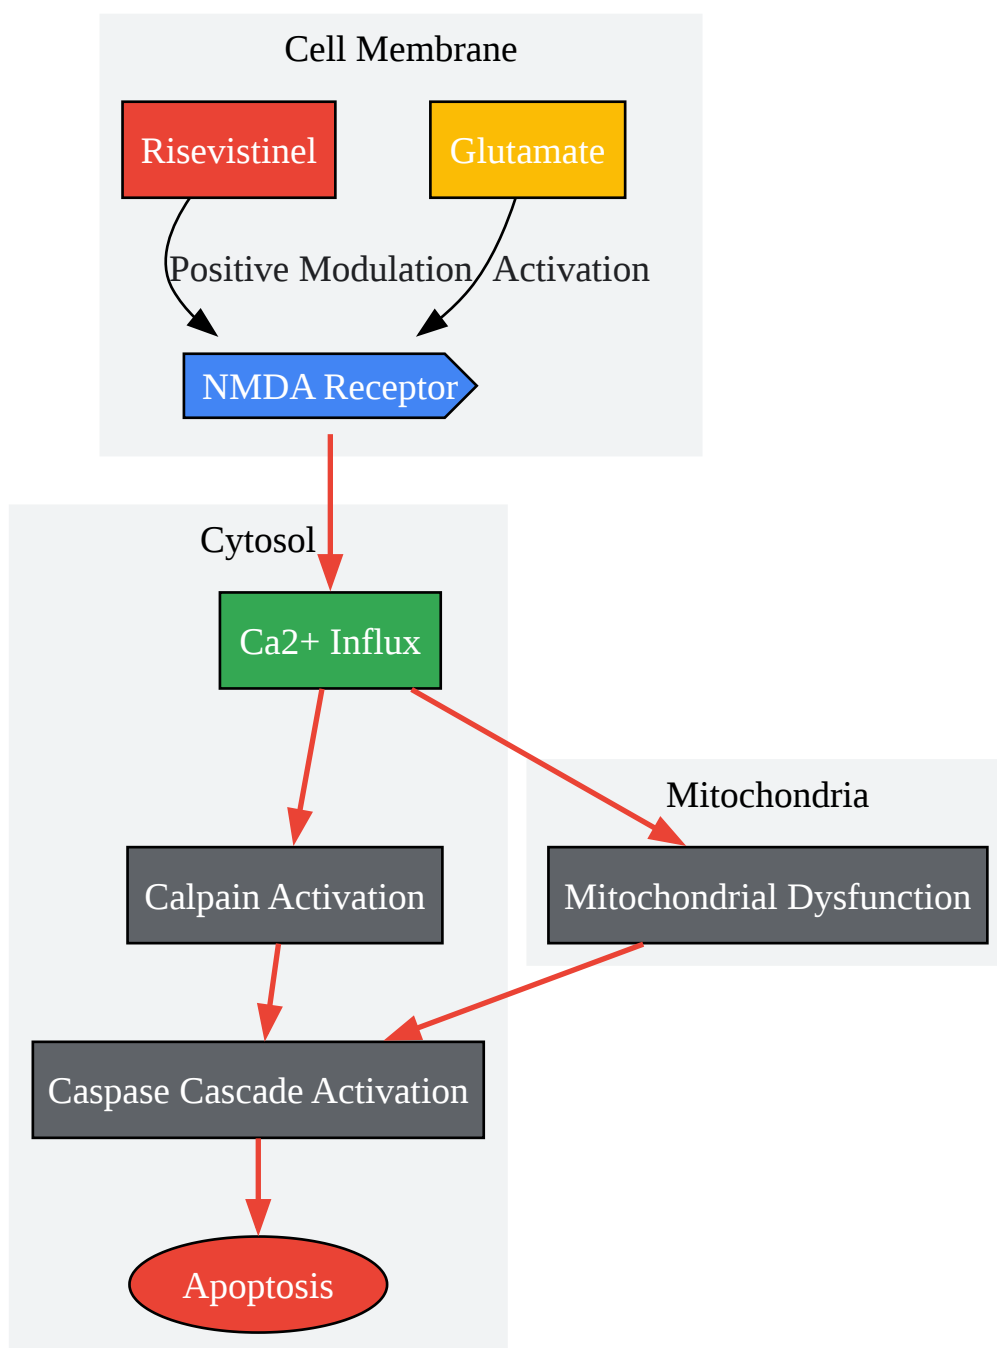 Cell Membrane
Risevistinel
Glutamate
Positive Modulation
Activation
NMDA Receptor
Cytosol
Ca2+ Influx
Mitochondria
Calpain Activation
Mitochondrial Dysfunction
Caspase Cascade Activation
Apoptosis